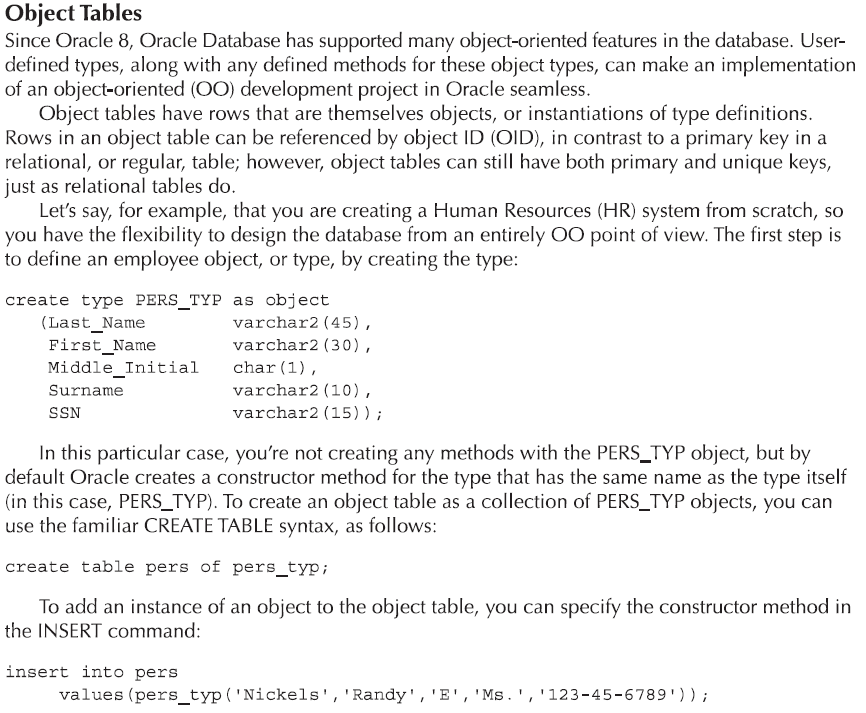 Object Tables
Since Oracle 8, Oracle Database has supported many object-oriented features in the database. User-
defined types, along with any defined methods for these object types, can make an implementation
of an object-oriented (OO) development project in Oracle seamless.
Object tables have rows that are themselves objects, or instantiations of type definitions.
Rows in an object table can be referenced by object ID (OID), in contrast to a primary key in a
relational, or regular, table; however, object tables can still have both primary and unique keys,
just as relational tables do.
Let's say, for example, that you are creating a Human Resources (HR) system from scratch, so
you have the flexibility to design the database from an entirely OO point of view. The first step is
to define an employee object, or type, by creating the type:
create type PERS_TYP as object
(Last_Name varchar2(45),
First_Name varchar2(30),
Middle_Initial char(1),
Surname varchar2(10),
SSN varchar2(15));
In this particular case, you're not creating any methods with the PERS_TYP object, but by
default Oracle creates a constructor method for the type that has the same name as the type itself
(in this case, PERS_TYP). To create an object table as a collection of PERS_TYP objects, you can
use the familiar CREATE TABLE syntax, as follows:
create table pers of pers_typ;
To add an instance of an object to the object table, you can specify the constructor method in
the INSERT command:
insert into pers
values(pers_typ('Nickels','Randy','E','Ms.','123-45-6789'));